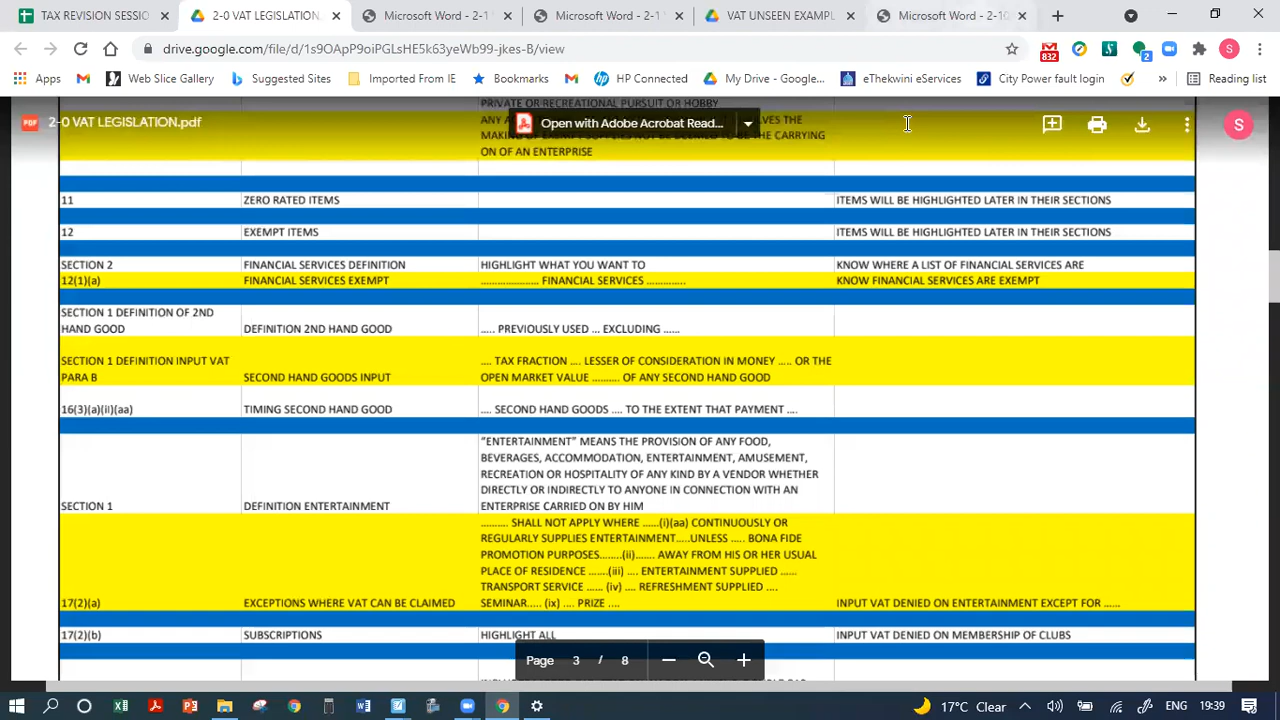 TAX REVISION SESSIO
2-0 VAT LEGISLATION.
Microsoft Word - 2-1
Microsoft Word - 2-1
VAT UNSEEN EXAMPL
Microsoft Word - 2-10
drive.google.com/file/d/1s9OApP9oiPGLsHE5k63yeWb99-jkes-B/view
832
2
S
Apps
Web Slice Gallery
Suggested Sites
Imported From IE
Bookmarks
HP Connected
My Drive - Google...
eThekwini eServices
City Power fault login
Reading list
PRIVATE OR RECREATIONAL PURSUIT OR HOBBY
PDF 2-0 VAT LEGISLATION.pdf
Open with Adobe Acrobat Read...
S
ON OF AN ENTERPRISE
11 ZERO RATED ITEMS ITEMS WILL BE HIGHLIGHTED LATER IN THEIR SECTIONS
12 EXEMPT ITEMS ITEMS WILL BE HIGHLIGHTED LATER IN THEIR SECTIONS
SECTION 2 FINANCIAL SERVICES DEFINITION HIGHLIGHT WHAT YOU WANT TO KNOW WHERE A LIST OF FINANCIAL SERVICES ARE
12(1)(a) FINANCIAL SERVICES EXEMPT ..................... FINANCIAL SERVICES .............. KNOW FINANCIAL SERVICES ARE EXEMPT
SECTION 1 DEFINITION OF 2ND
HAND GOOD DEFINITION 2ND HAND GOOD ..... PREVIOUSLY USED ... EXCLUDING ......
SECTION 1 DEFINITION INPUT VAT
PARA B SECOND HAND GOODS INPUT
.... TAX FRACTION .... LESSER OF CONSIDERATION IN MONEY ..... OR THE
OPEN MARKET VALUE .......... OF ANY SECOND HAND GOOD
16(3)(a)(ii)(aa) TIMING SECOND HAND GOOD .... SECOND HAND GOODS .... TO THE EXTENT THAT PAYMENT ....
"ENTERTAINMENT" MEANS THE PROVISION OF ANY FOOD,
BEVERAGES, ACCOMMODATION, ENTERTAINMENT, AMUSEMENT,
RECREATION OR HOSPITALITY OF ANY KIND BY A VENDOR WHETHER
DIRECTLY OR INDIRECTLY TO ANYONE IN CONNECTION WITH AN
SECTION 1 DEFINITION ENTERTAINMENT ENTERPRISE CARRIED ON BY HIM
.......... SHALL NOT APPLY WHERE ......(i)(aa) CONTINUOUSLY OR
REGULARLY SUPPLIES ENTERTAINMENT.....UNLESS ..... BONA FIDE
PROMOTION PURPOSES........(ii)....... AWAY FROM HIS OR HER USUAL
PLACE OF RESIDENCE .......(iii) .... ENTERTAINMENT SUPPLIED ......
TRANSPORT SERVICE ...... (iv) .... REFRESHMENT SUPPLIED ....
17(2)(a) EXCEPTIONS WHERE VAT CAN BE CLAIMED SEMINAR..... (ix) .... PRIZE .... INPUT VAT DENIED ON ENTERTAINMENT EXCEPT FOR ......
17(2)(b) SUBSCRIPTIONS HIGHLIGHT ALL INPUT VAT DENIED ON MEMBERSHIP OF CLUBS
Page 3 / 8
17°C Clear
ENG
19:39